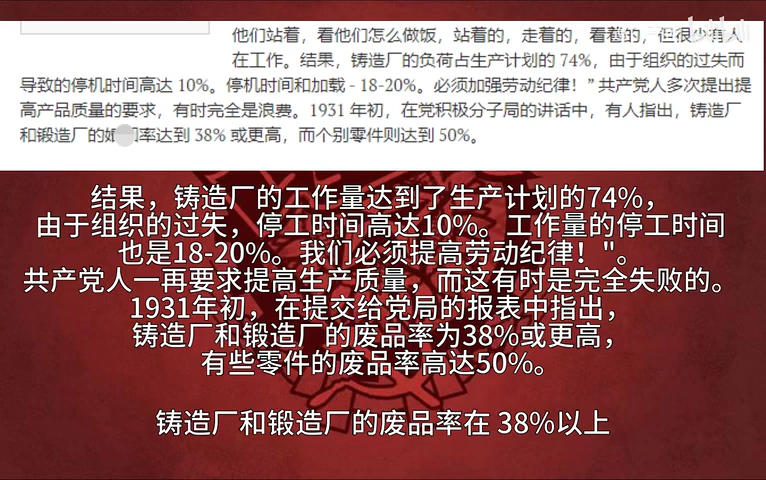 他们站着，看他们怎么做饭，站着的，走着的，看着的，但很少有人
在工作。结果，铸造厂的负荷占生产计划的 74%，由于组织的过失而
导致的停机时间高达 10%。停机时间和加载 - 18-20%。必须加强劳动纪律！” 共产党人多次提出提
高产品质量的要求，有时完全是浪费。1931 年初，在党积极分子局的讲话中，有人指出，铸造厂
和锻造厂的率达到 38% 或更高，而个别零件则达到 50%。
结果，铸造厂的工作量达到了生产计划的74%，
由于组织的过失，停工时间高达10%。工作量的停工时间
也是18-20%。我们必须提高劳动纪律！"。
共产党人一再要求提高生产质量，而这有时是完全失败的。
1931年初，在提交给党局的报表中指出，
铸造厂和锻造厂的废品率为38%或更高，
有些零件的废品率高达50%。
铸造厂和锻造厂的废品率在 38%以上